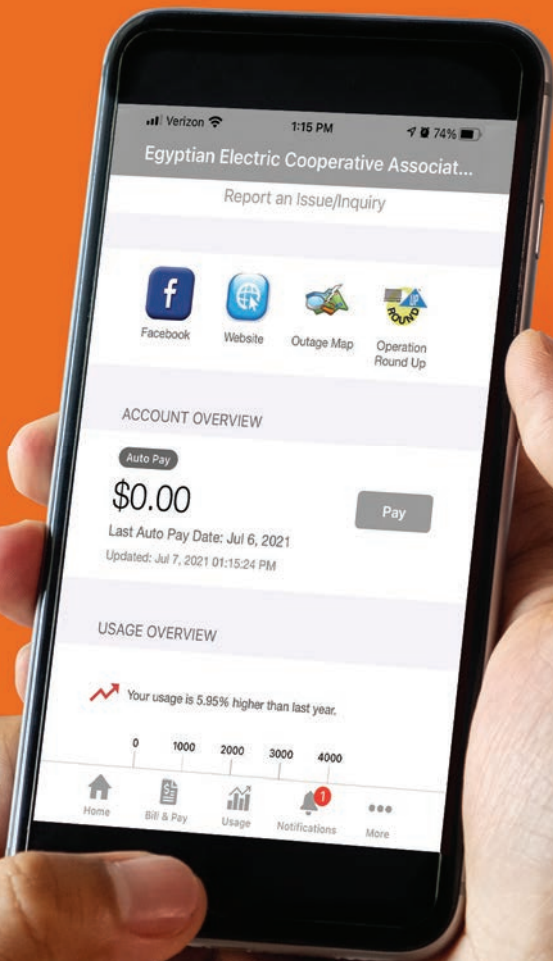 Verizon 1:15 PM 74%
Egyptian Electric Cooperative Associat...
Report an Issue/Inquiry
f
Facebook
Website
Outage Map
UP
ROUND
Operation
Round Up
ACCOUNT OVERVIEW
Auto Pay
$0.00
Pay
Last Auto Pay Date: Jul 6, 2021
Updated: Jul 7, 2021 01:15:24 PM
USAGE OVERVIEW
Your usage is 5.95% higher than last year.
0 1000 2000 3000 4000
1
Home Bill & Pay Usage Notifications More